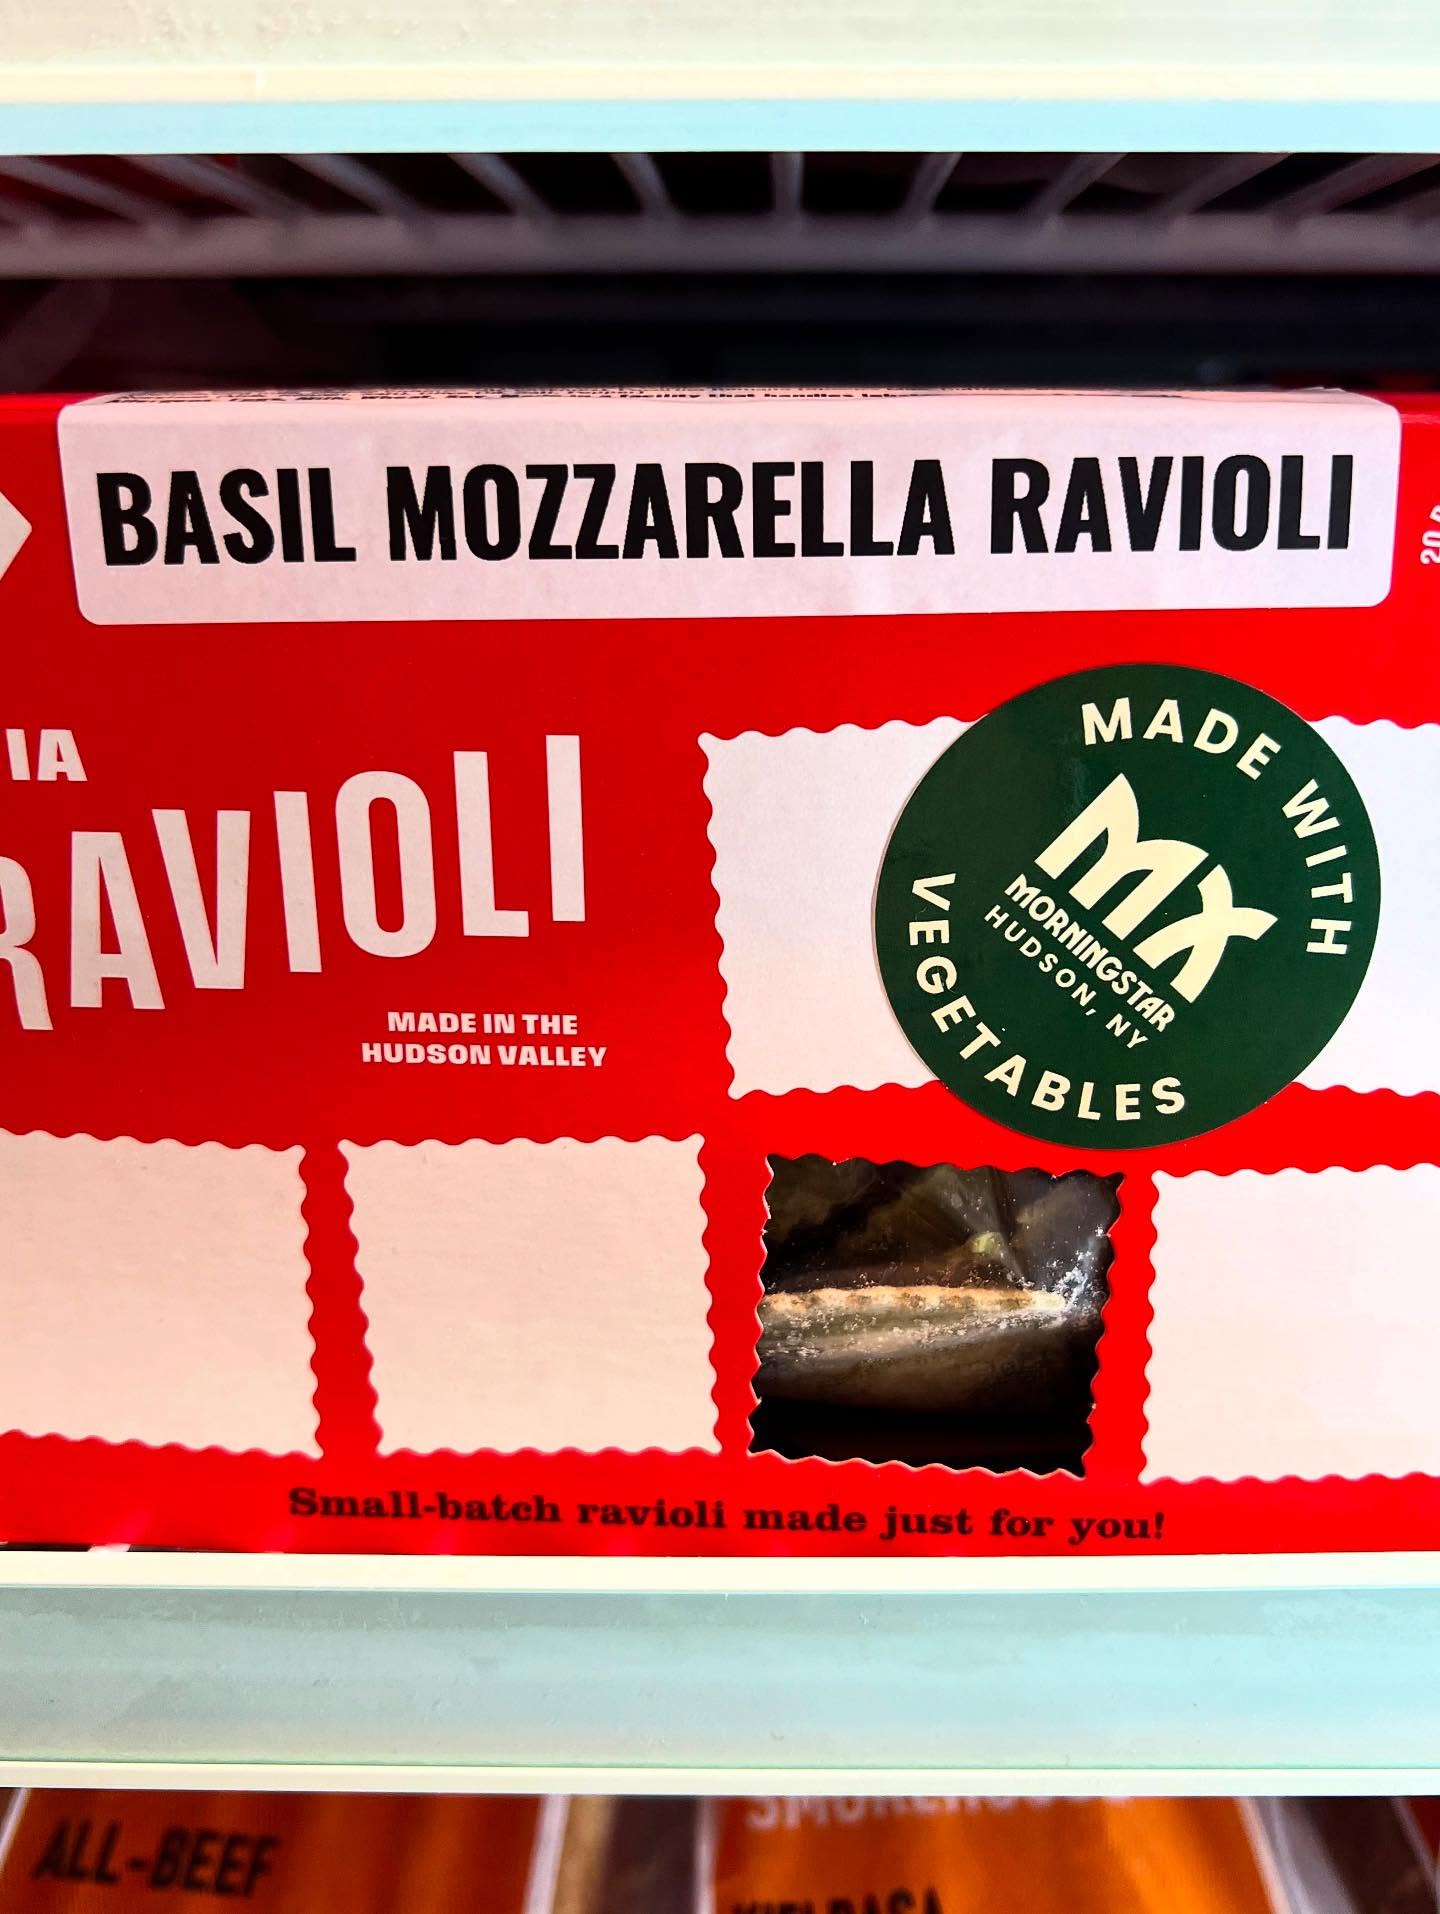 BASIL MOZZARELLA RAVIOLI
20
IA
RAVIOLI
MADE IN THE
HUDSON VALLEY
MADE WITH
MX
MORNINGSTAR
HUDSON, NY
VEGETABLES
Small-batch ravioli made just for you!
ALL-BEEF